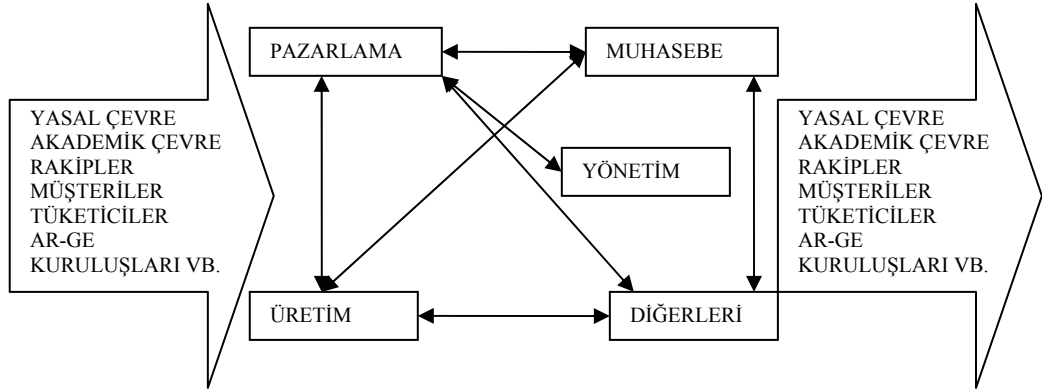 PAZARLAMA
MUHASEBE
YASAL ÇEVRE
AKADEMİK ÇEVRE
RAKİPLER
MÜŞTERİLER
TÜKETİCİLER
AR-GE
KURULUŞLARI VB.
YÖNETİM
ÜRETİM
DİĞERLERİ
YASAL ÇEVRE
AKADEMİK ÇEVRE
RAKİPLER
MÜŞTERİLER
TÜKETİCİLER
AR-GE
KURULUŞLARI VB.